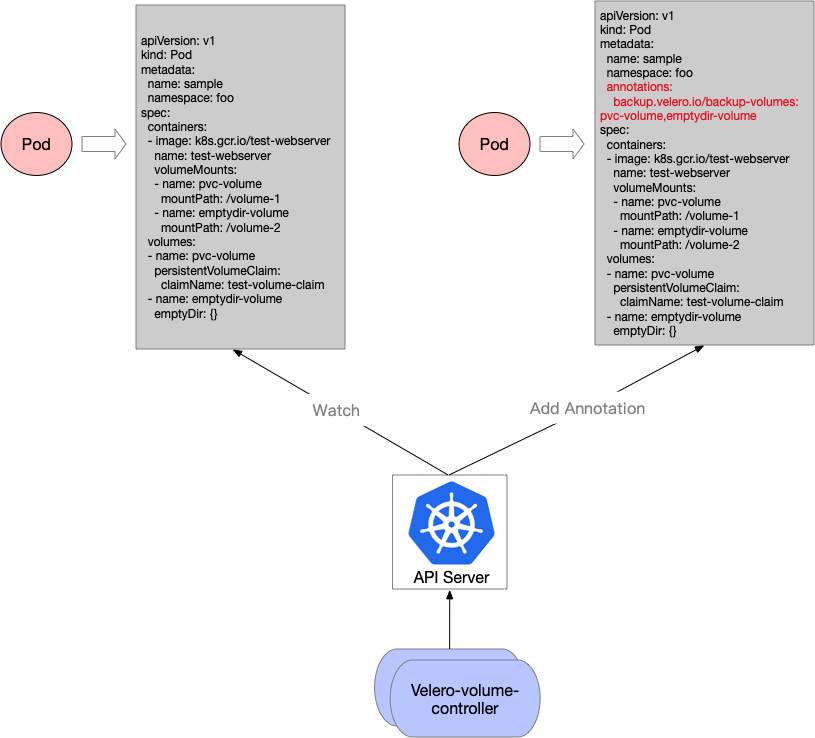 Pod
apiVersion: v1
kind: Pod
metadata:
  name: sample
  namespace: foo
spec:
  containers:
  - image: k8s.gcr.io/test-webserver
    name: test-webserver
    volumeMounts:
    - name: pvc-volume
      mountPath: /volume-1
    - name: emptydir-volume
      mountPath: /volume-2
  volumes:
  - name: pvc-volume
    persistentVolumeClaim:
      claimName: test-volume-claim
  - name: emptydir-volume
    emptyDir: {}
Pod
apiVersion: v1
kind: Pod
metadata:
  name: sample
  namespace: foo
  annotations:
    backup.velero.io/backup-volumes:
pvc-volume,emptydir-volume
spec:
  containers:
  - image: k8s.gcr.io/test-webserver
    name: test-webserver
    volumeMounts:
    - name: pvc-volume
      mountPath: /volume-1
    - name: emptydir-volume
      mountPath: /volume-2
  volumes:
  - name: pvc-volume
    persistentVolumeClaim:
      claimName: test-volume-claim
  - name: emptydir-volume
    emptyDir: {}
Watch
Add Annotation
API Server
Velero-volume-
controller